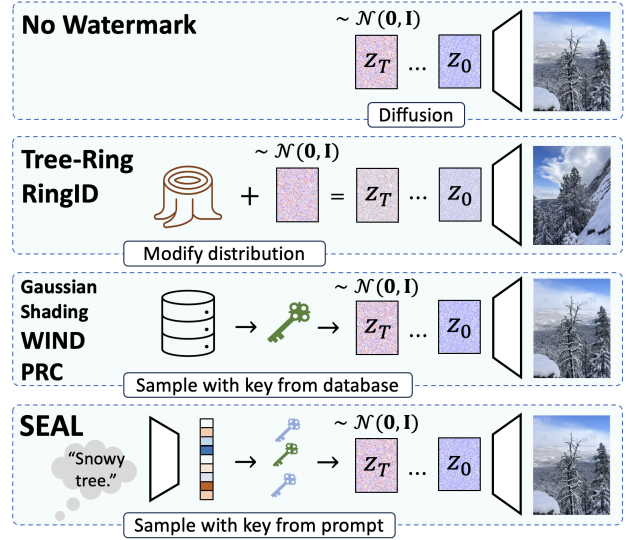 No Watermark
~ 𝒩(0, I)
z_T ... z_0
Diffusion
Tree-Ring
RingID
~ 𝒩(0, I)
+ = z_T ... z_0
Modify distribution
Gaussian
Shading
WIND
PRC
~ 𝒩(0, I)
→ → z_T ... z_0
Sample with key from database
SEAL
~ 𝒩(0, I)
“Snowy
tree.”
→ → z_T ... z_0
Sample with key from prompt